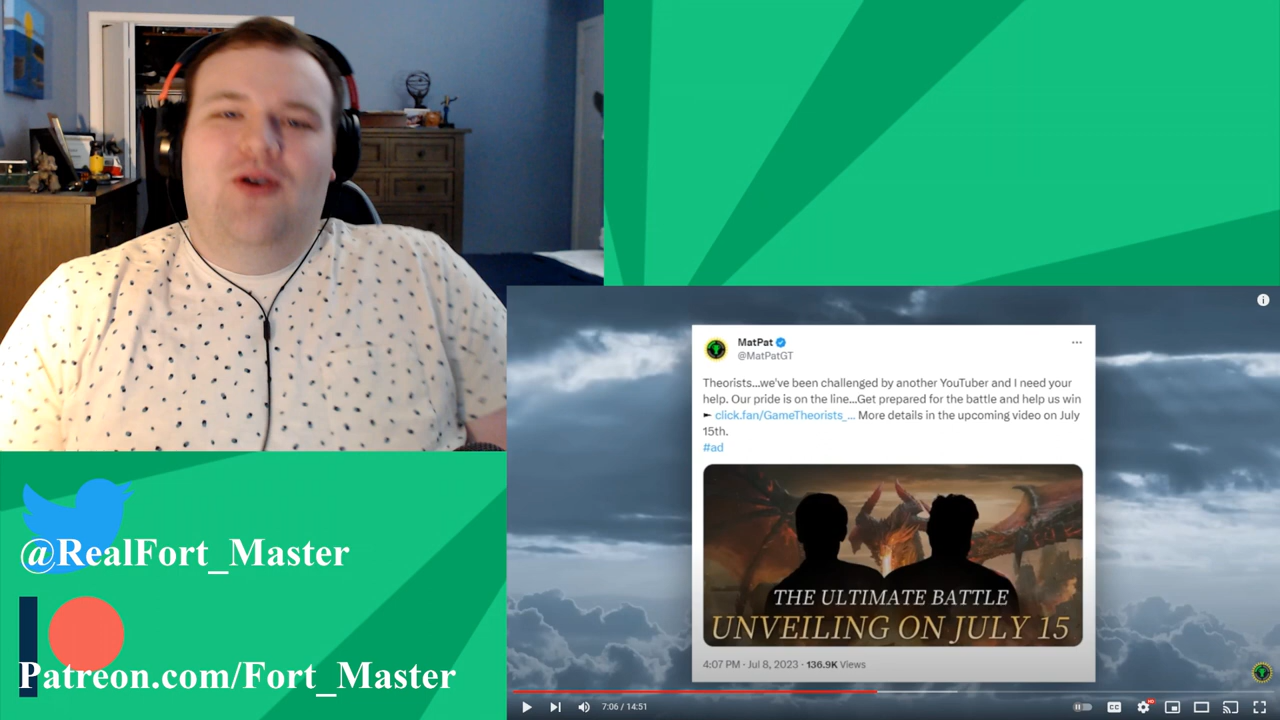 MatPat
@MatPatGT
Theorists...we've been challenged by another YouTuber and I need your
help. Our pride is on the line...Get prepared for the battle and help us win
► click.fan/GameTheorists_... More details in the upcoming video on July
15th.
#ad
THE ULTIMATE BATTLE
UNVEILING ON JULY 15
4:07 PM · Jul 8, 2023 · 136.9K Views
@RealFort_Master
Patreon.com/Fort_Master
7:06 / 14:51
CC
HD